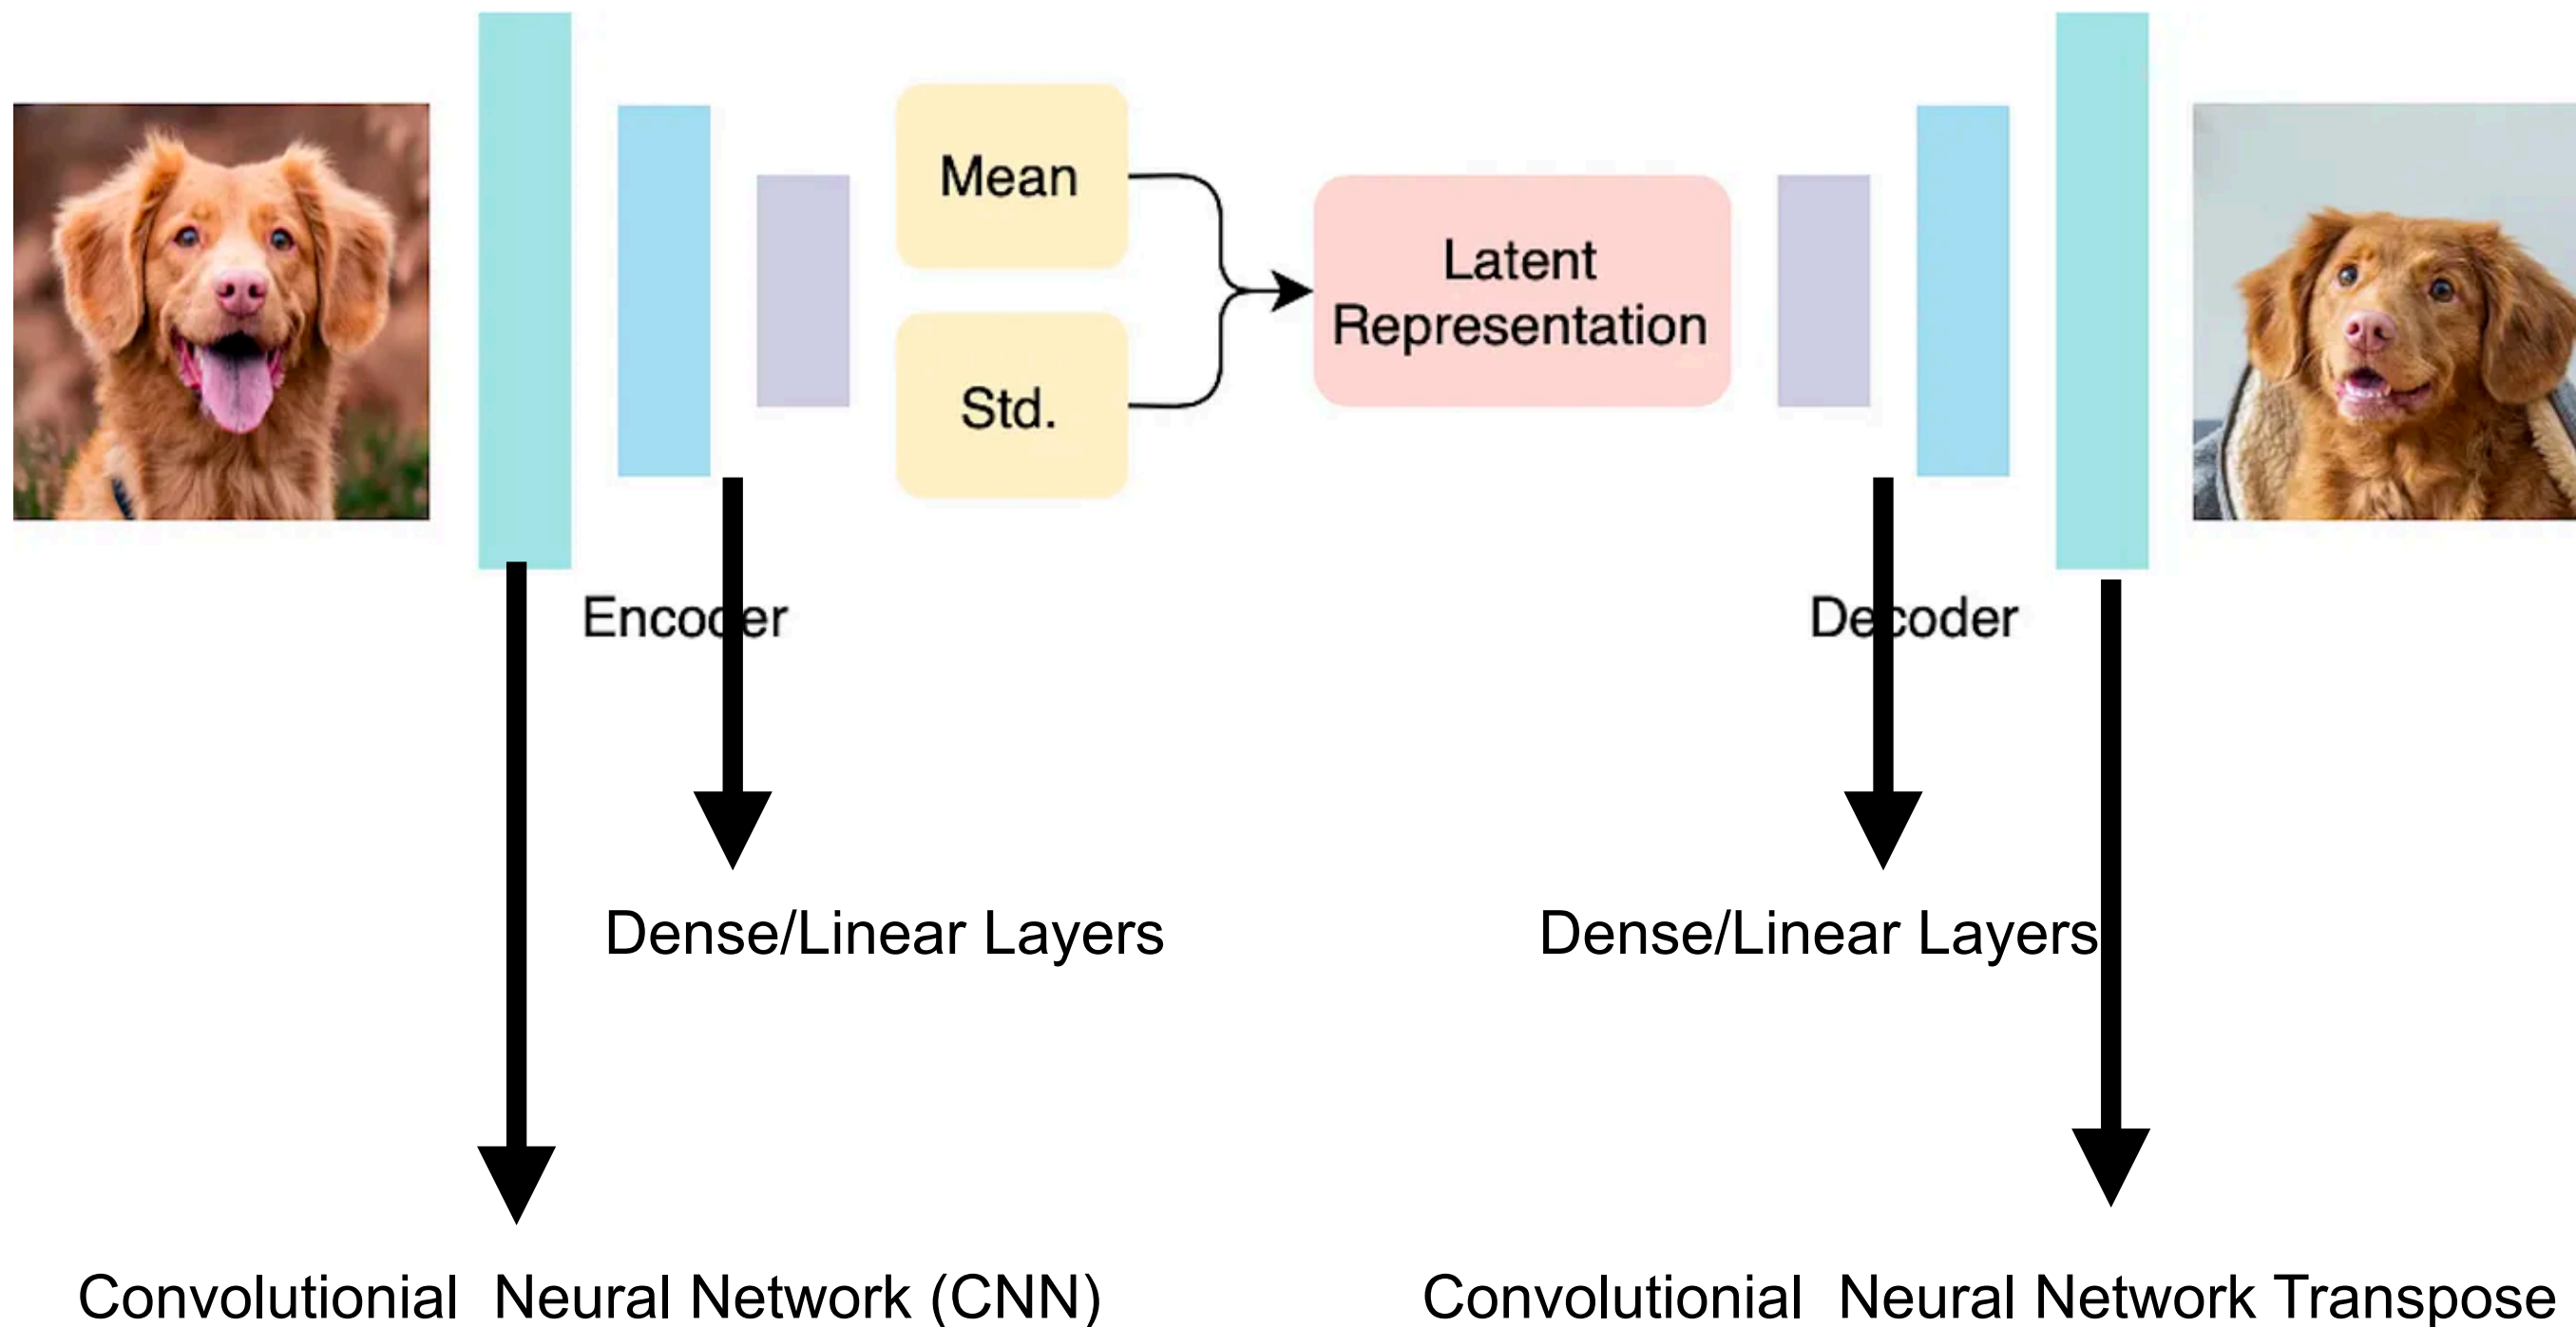 Mean
Std.
Latent
Representation
Encoder
Decoder
Dense/Linear Layers
Dense/Linear Layers
Convolutionial Neural Network (CNN)
Convolutionial Neural Network Transpose